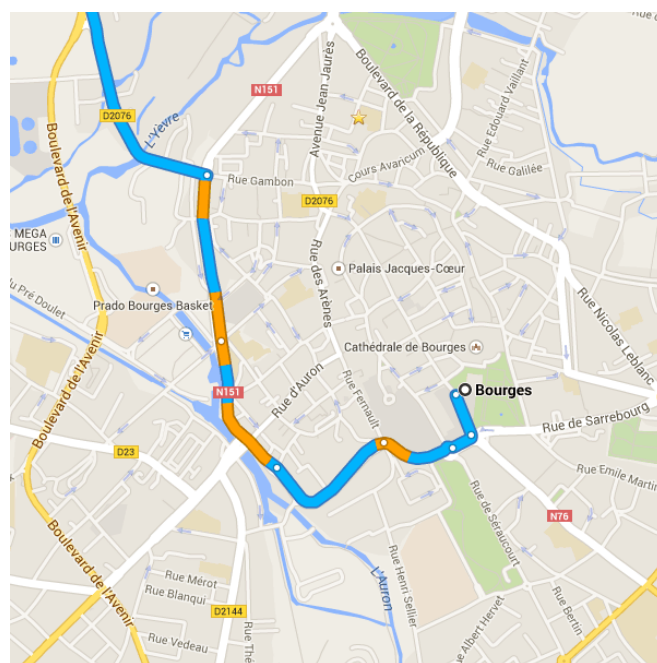 N151
D2076
L'Yèvre
Boulevard de l'Avenir
Avenue Jean Jaurès
Boulevard de la République
Rue Edouard Vaillant
Rue Galilée
Cours Avaricum
Rue Gambon
D2076
MEGA
URGES
Rue des Arènes
Palais Jacques-Cœur
u Pré Doulet
Prado Bourges Basket
Rue Nicolas Leblanc
Cathédrale de Bourges
Boulevard de l'Avenir
N151
Rue d'Auron
Rue Fernault
Bourges
Rue de Sarrebourg
D23
Rue Emile Martin
Rue de Séraucourt
N76
Boulevard de l'Avenir
L'Auron
Rue Henri Sellier
Rue Mérot
Rue Blanqui
D2144
Rue Albert Hervet
Rue Bertin
Rue Vedeau
Rue Thé